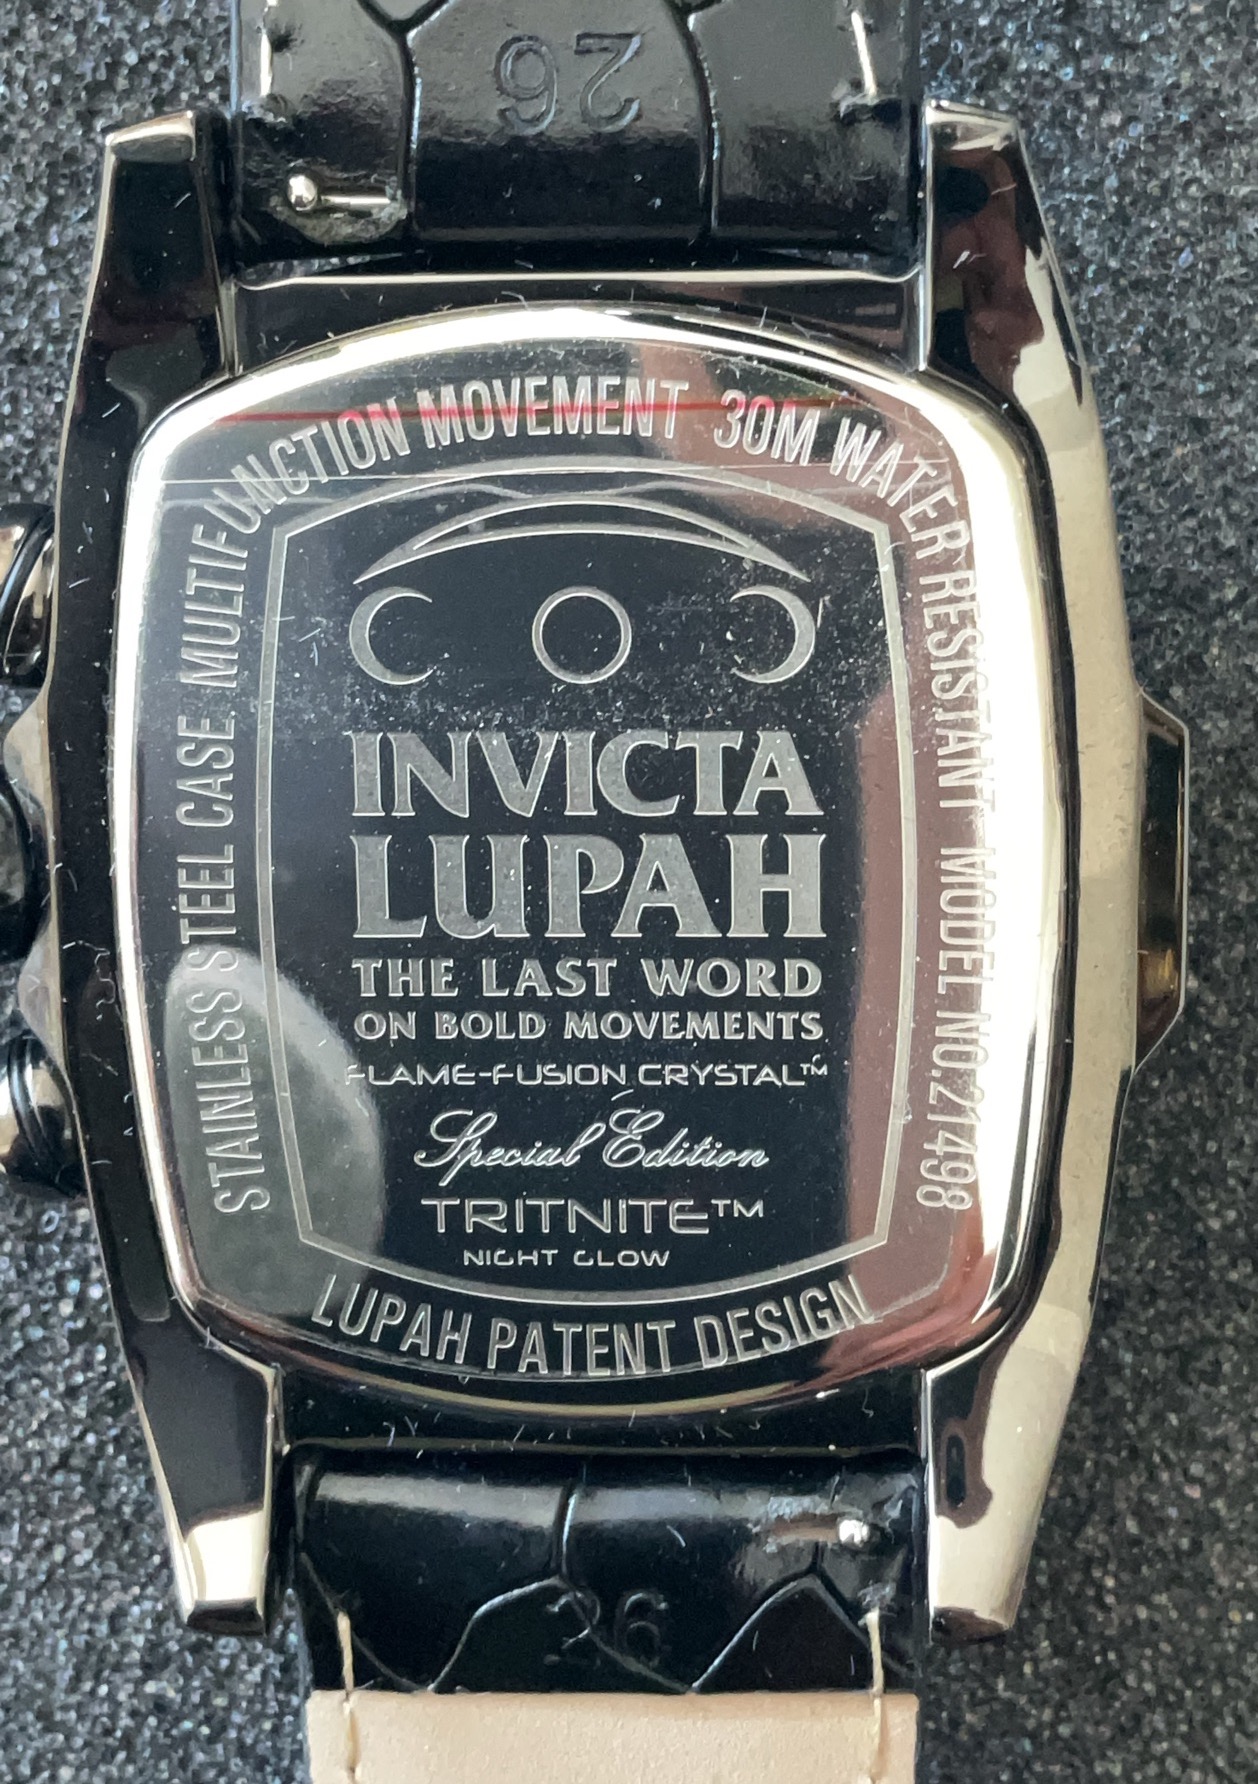 26
STAINLESS STEEL CASE MULTIFUNCTION MOVEMENT 30M WATER RESISTANT MODEL NO.21498
INVICTA
LUPAH
THE LAST WORD
ON BOLD MOVEMENTS
FLAME-FUSION CRYSTAL™
Special Edition
TRITNITE™
NIGHT GLOW
LUPAH PATENT DESIGN
26